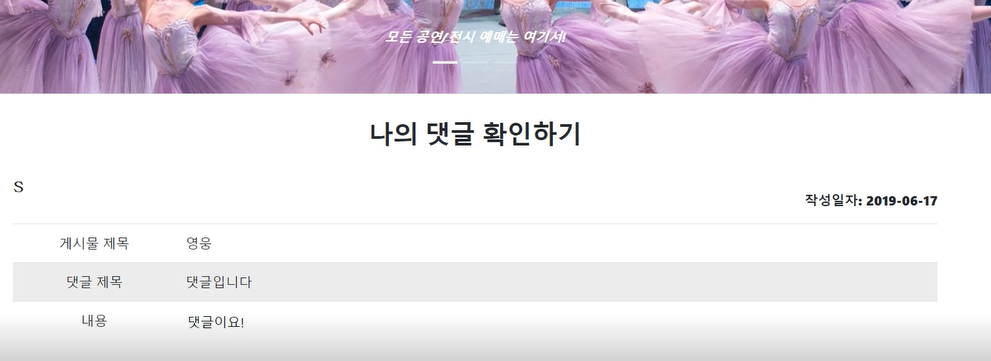 모든 공연/전시 예매는 여기서!
나의 댓글 확인하기
S
작성일자: 2019-06-17
게시물 제목 영웅
댓글 제목 댓글입니다
내용 댓글이요!